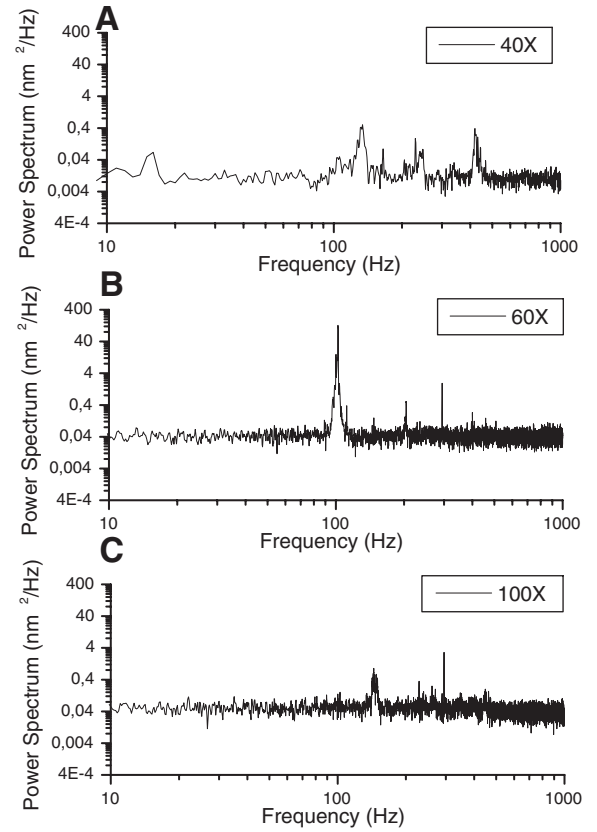 A
Power Spectrum (nm ²/Hz)
400
40
4
0,4
0,04
0,004
4E-4
40X
10 100 1000
Frequency (Hz)
B
Power Spectrum (nm ²/Hz)
400
40
4
0,4
0,04
0,004
4E-4
60X
10 100 1000
Frequency (Hz)
C
Power Spectrum (nm ²/Hz)
400
40
4
0,4
0,04
0,004
4E-4
100X
10 100 1000
Frequency (Hz)